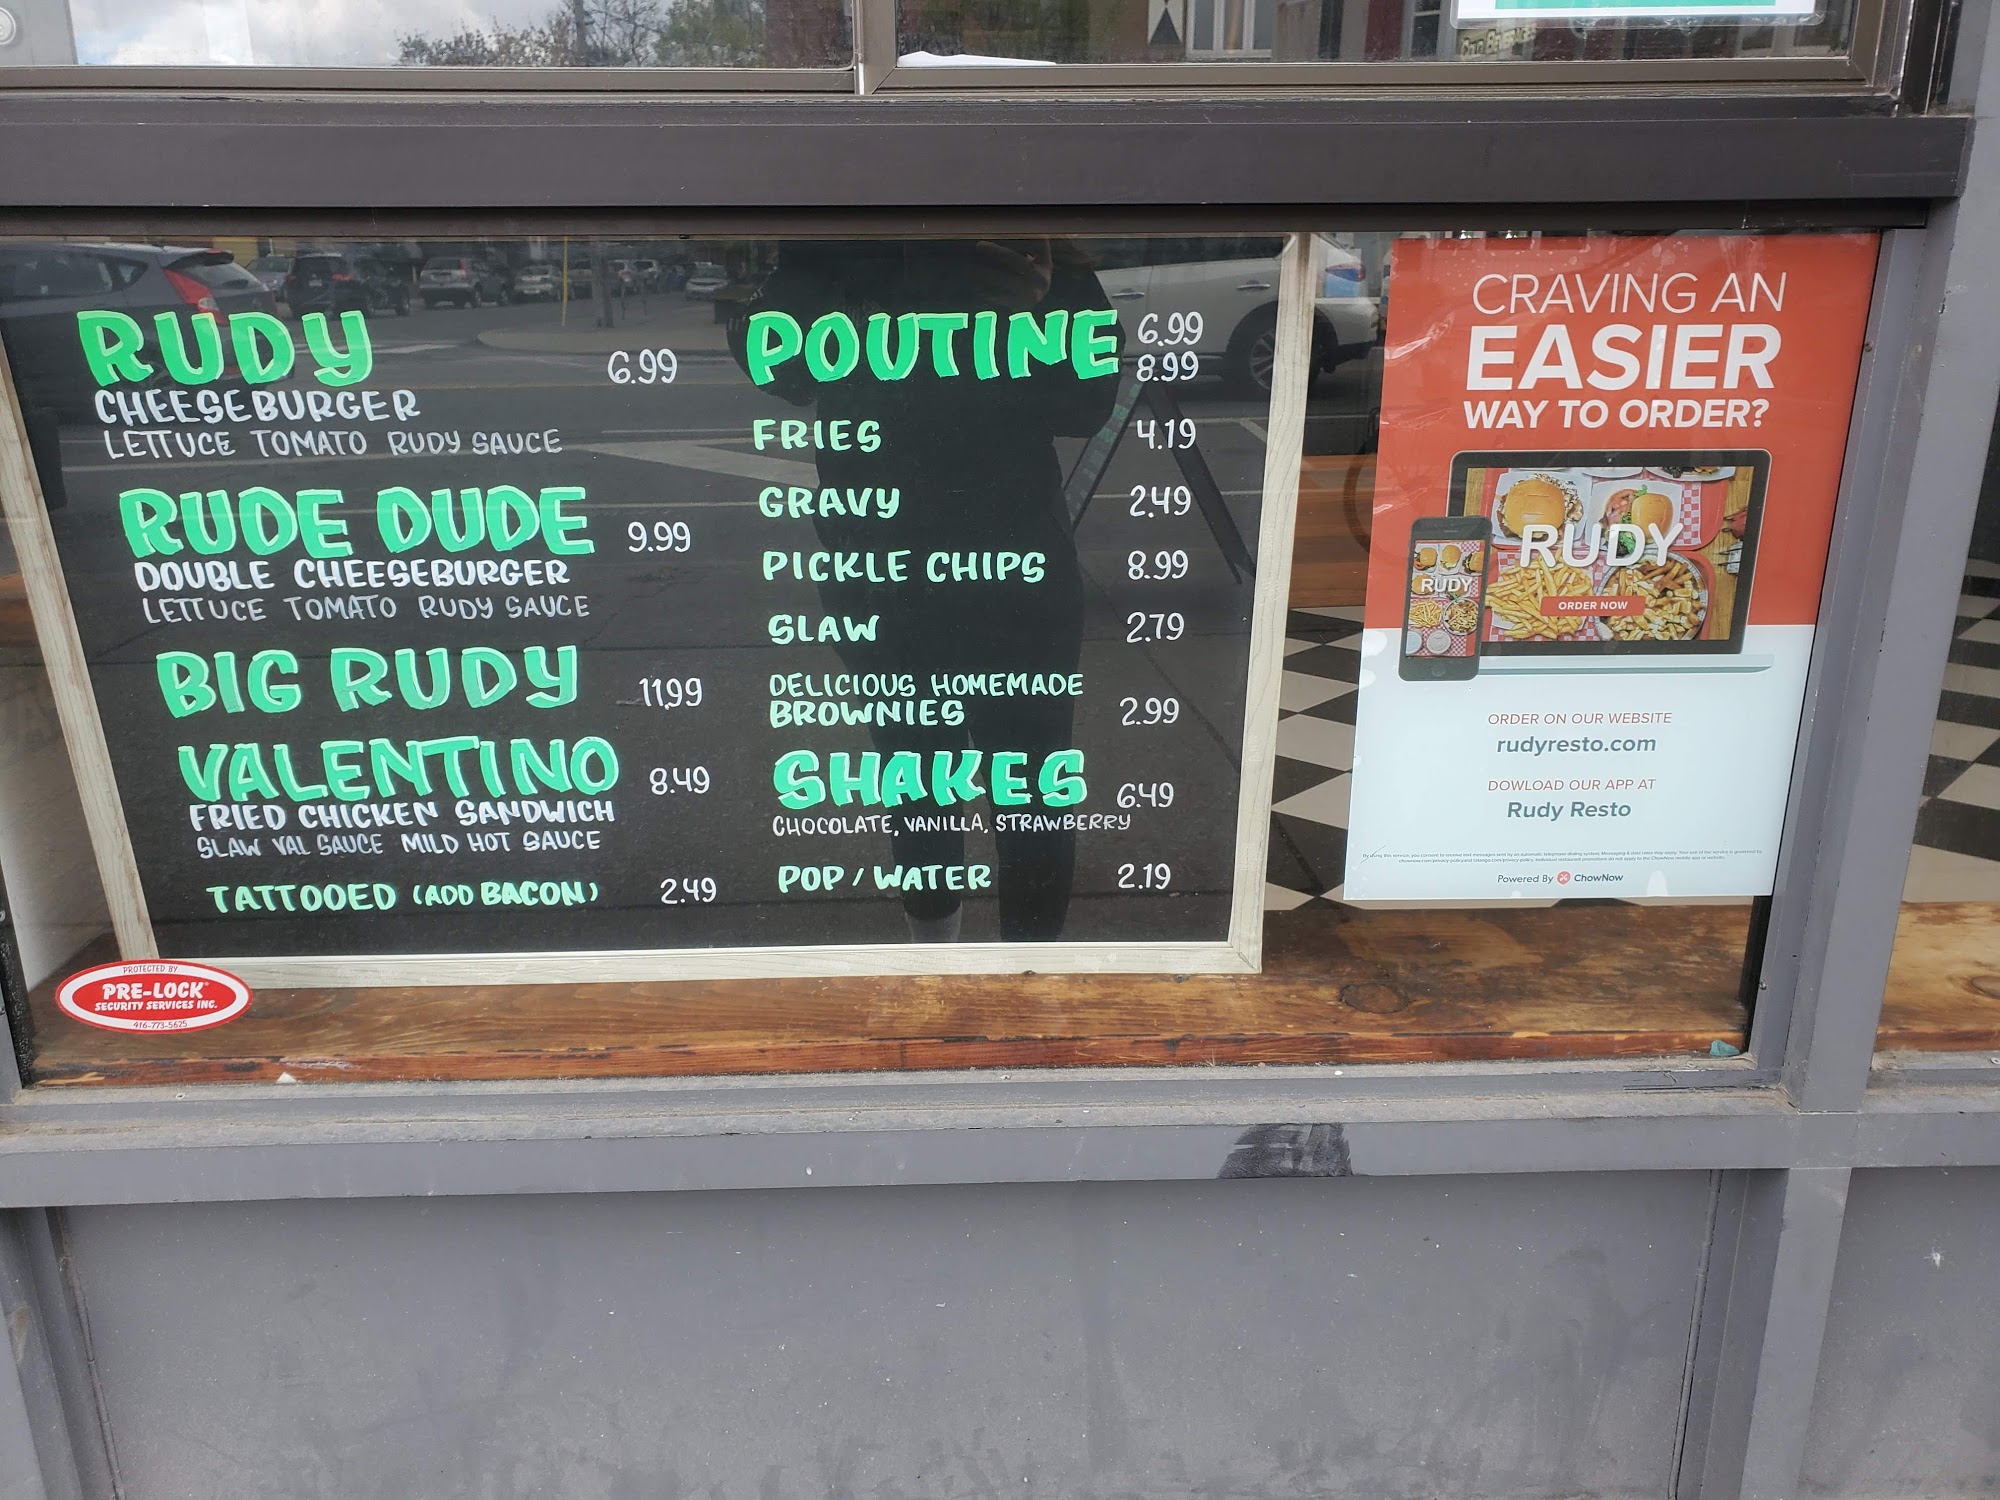 RUDY 6.99
CHEESEBURGER
LETTUCE TOMATO RUDY SAUCE
RUDE DUDE 9.99
DOUBLE CHEESEBURGER
LETTUCE TOMATO RUDY SAUCE
BIG RUDY 11.99
VALENTINO 8.49
FRIED CHICKEN SANDWICH
SLAW VAL SAUCE MILD HOT SAUCE
TATTOOED (ADD BACON) 2.49
POUTINE 6.99
8.99
FRIES 4.19
GRAVY 2.49
PICKLE CHIPS 8.99
SLAW 2.79
DELICIOUS HOMEMADE
BROWNIES 2.99
SHAKES 6.49
CHOCOLATE, VANILLA, STRAWBERRY
POP / WATER 2.19
CRAVING AN
EASIER
WAY TO ORDER?
RUDY
ORDER NOW
RUDY
ORDER ON OUR WEBSITE
rudyresto.com
DOWLOAD OUR APP AT
Rudy Resto
Powered By ChowNow
PROTECTED BY
PRE-LOCK
SECURITY SERVICES INC.
416-773-5625